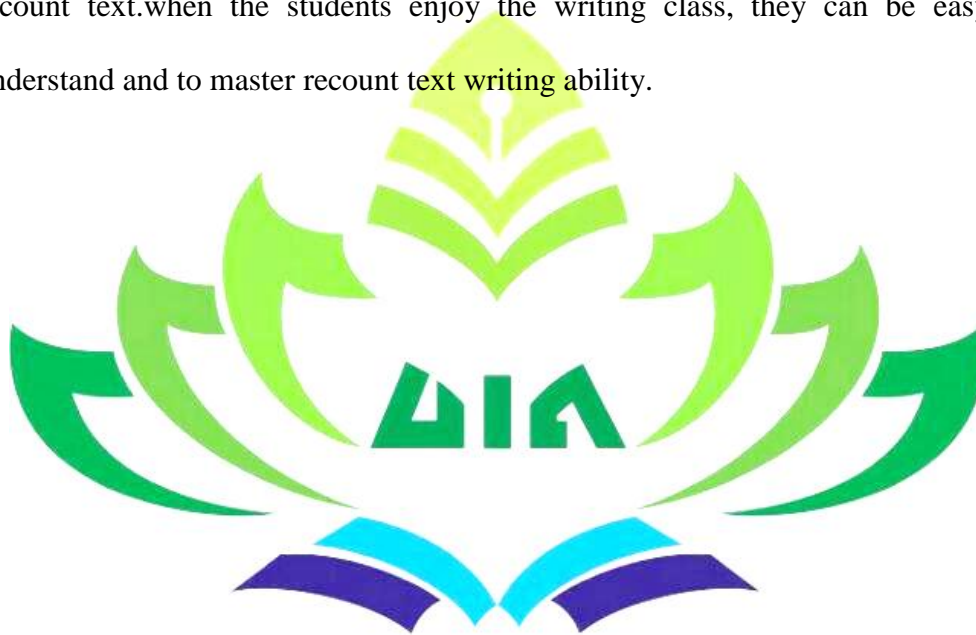 count text.when the students enjoy the writing class, they can be easy
nderstand and to master recount text writing ability.